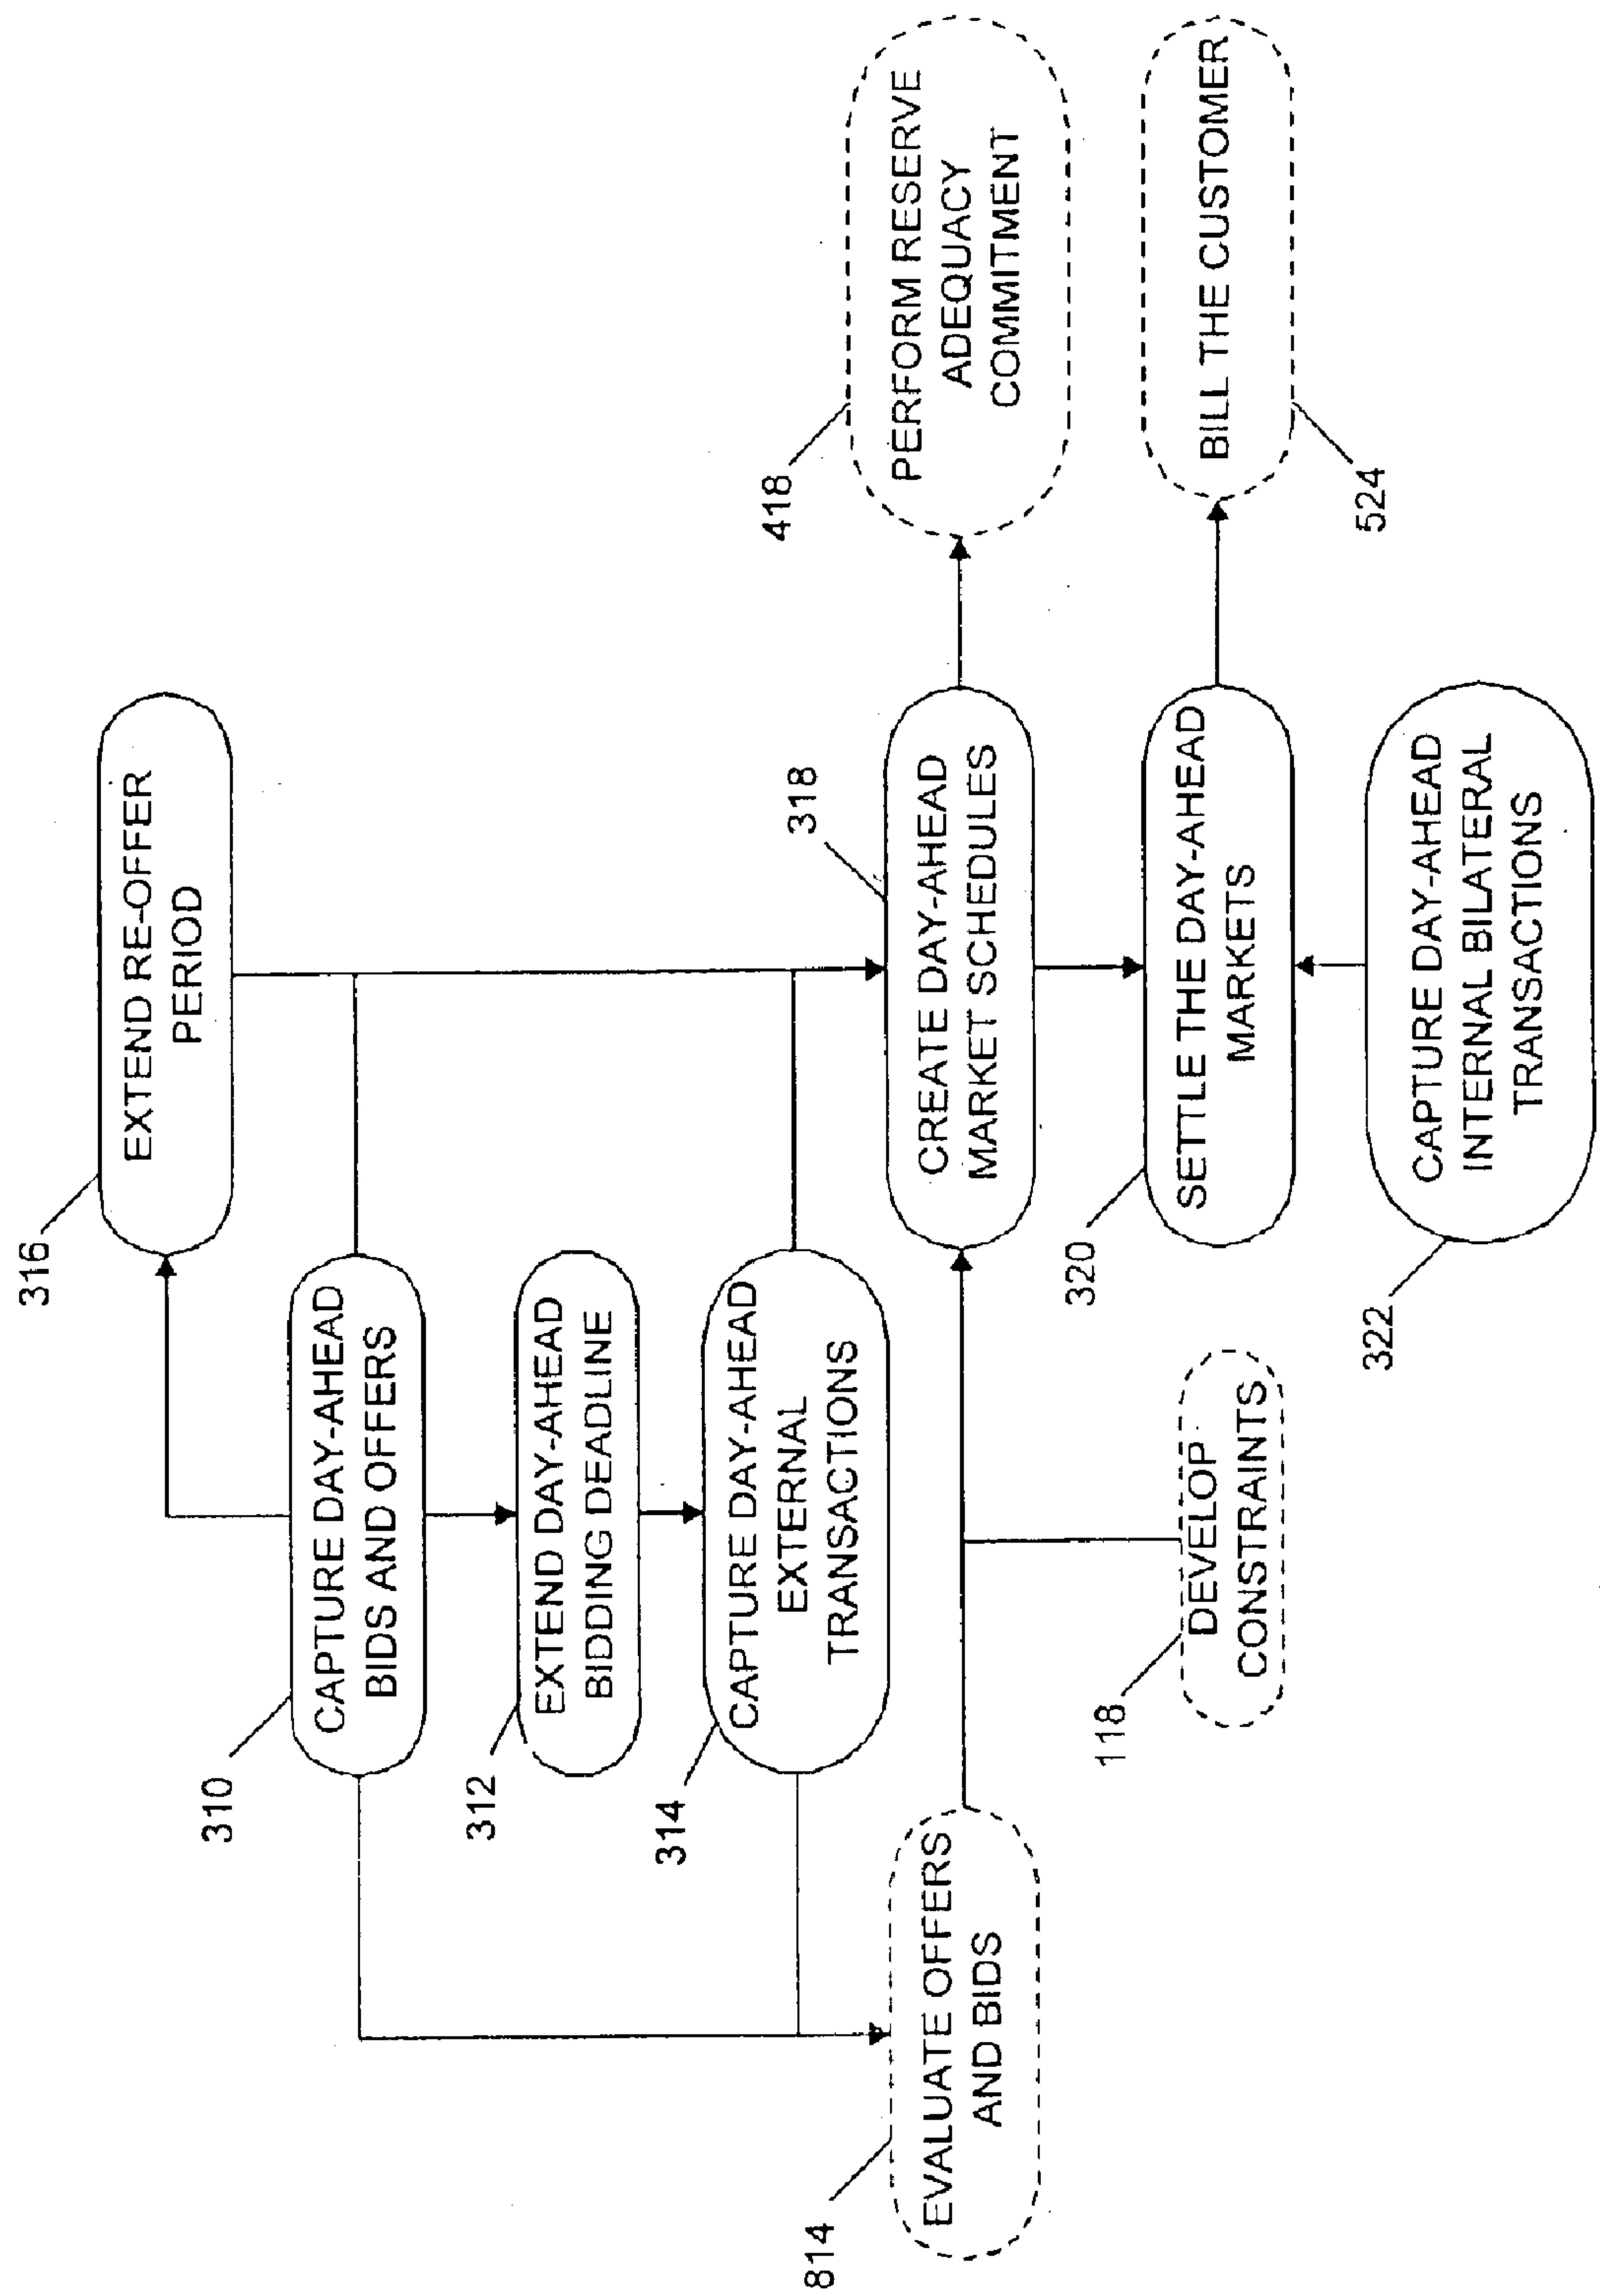 316
EXTEND RE-OFFER
PERIOD
310
CAPTURE DAY-AHEAD
BIDS AND OFFERS
312
EXTEND DAY-AHEAD
BIDDING DEADLINE
314
CAPTURE DAY-AHEAD
EXTERNAL
TRANSACTIONS
814
EVALUATE OFFERS
AND BIDS
318
CREATE DAY-AHEAD
MARKET SCHEDULES
418
PERFORM RESERVE
ADEQUACY
COMMITMENT
118
DEVELOP
CONSTRAINTS
320
SETTLE THE DAY-AHEAD
MARKETS
BILL THE CUSTOMER
524
322
CAPTURE DAY-AHEAD
INTERNAL BILATERAL
TRANSACTIONS